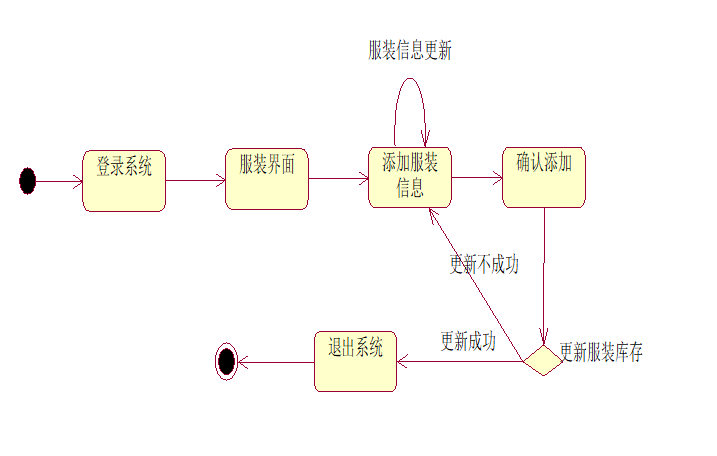 服装信息更新
登录系统
服装界面
添加服装
信息
确认添加
更新不成功
更新成功
更新服装库存
退出系统